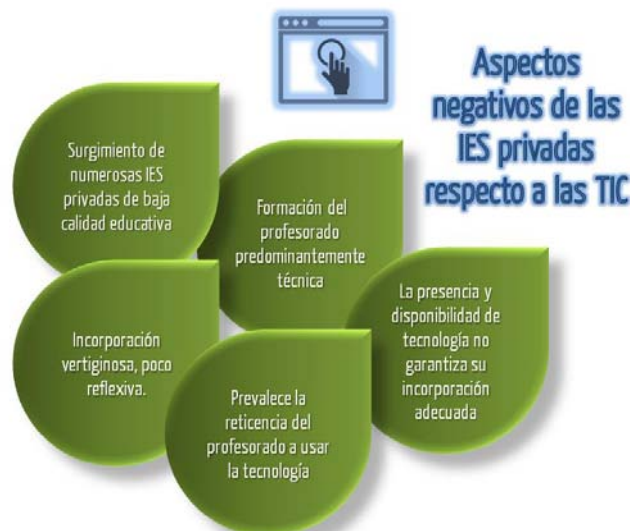 Aspectos
negativos de las
IES privadas
respecto a las TIC
Surgimiento de
numerosas IES
privadas de baja
calidad educativa
Formación del
profesorado
predominantemente
técnica
La presencia y
disponibilidad de
tecnología no
garantiza su
incorporación
adecuada
Incorporación
vertiginosa, poco
reflexiva.
Prevalece la
reticencia del
profesorado a usar
la tecnología